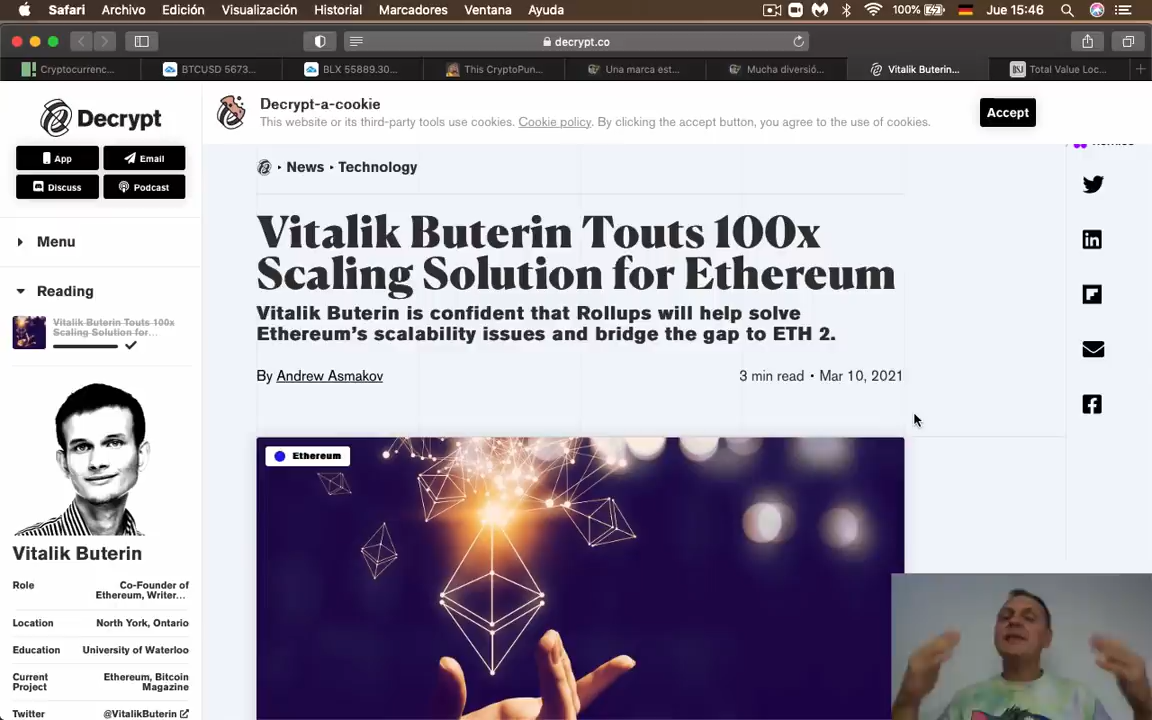 Safari Archivo Edición Visualización Historial Marcadores Ventana Ayuda 100% Jue 15:46
decrypt.co
Cryptocurrenc... BTCUSD 5673... BLX 55889.30... This CryptoPun... Una marca est... Mucha diversió... Vitalik Buterin... Total Value Loc...
Decrypt
App Email
Discuss Podcast
Menu
Reading
Vitalik Buterin Touts 100x
Scaling Solution for...
Vitalik Buterin
Role Co-Founder of
Ethereum, Writer...
Location North York, Ontario
Education University of Waterloo
Current Ethereum, Bitcoin
Project Magazine
Twitter @VitalikButerin
Decrypt-a-cookie
This website or its third-party tools use cookies. Cookie policy. By clicking the accept button, you agree to the use of cookies.
Accept
• News • Technology
Vitalik Buterin Touts 100x
Scaling Solution for Ethereum
Vitalik Buterin is confident that Rollups will help solve
Ethereum's scalability issues and bridge the gap to ETH 2.
By Andrew Asmakov 3 min read • Mar 10, 2021
Ethereum